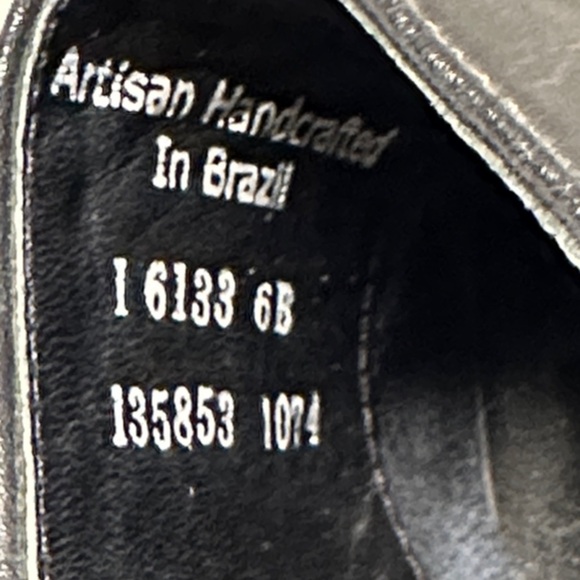 Artisan Handcrafted
In Brazil
I 6133 6B
135853 1074